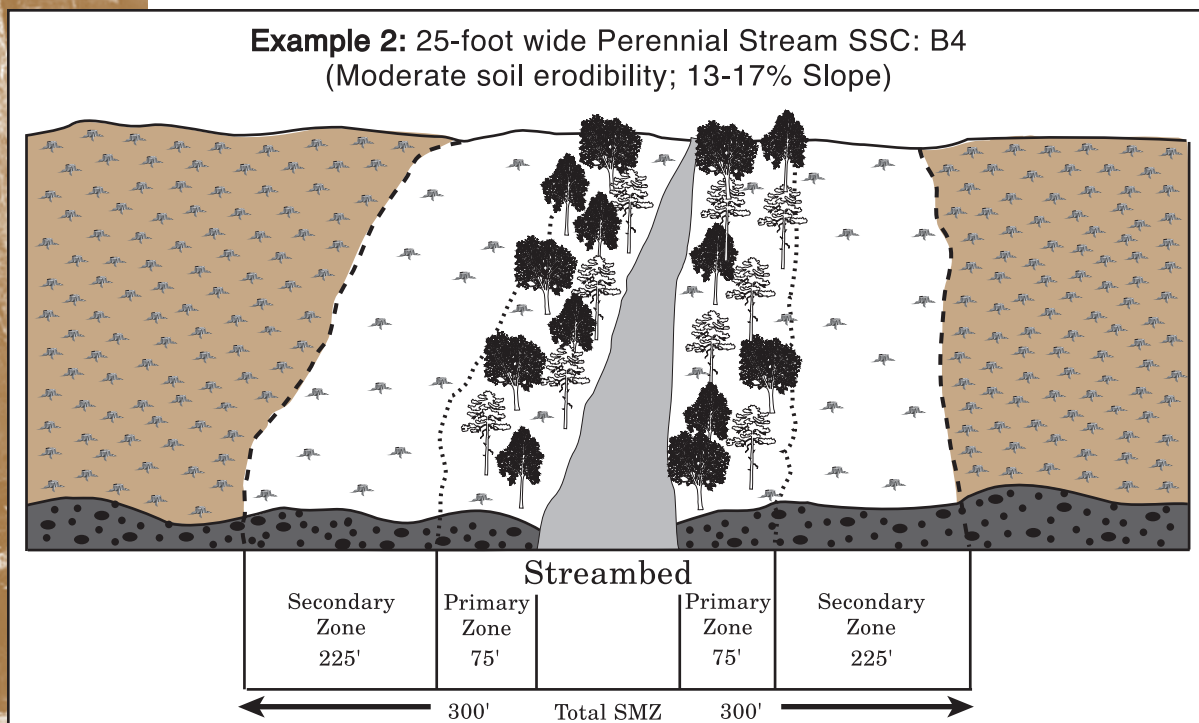 Example 2: 25-foot wide Perennial Stream SSC: B4
(Moderate soil erodibility; 13-17% Slope)
Streambed
Secondary
Zone
225'
Primary
Zone
75'
Primary
Zone
75'
Secondary
Zone
225'
300' Total SMZ 300'